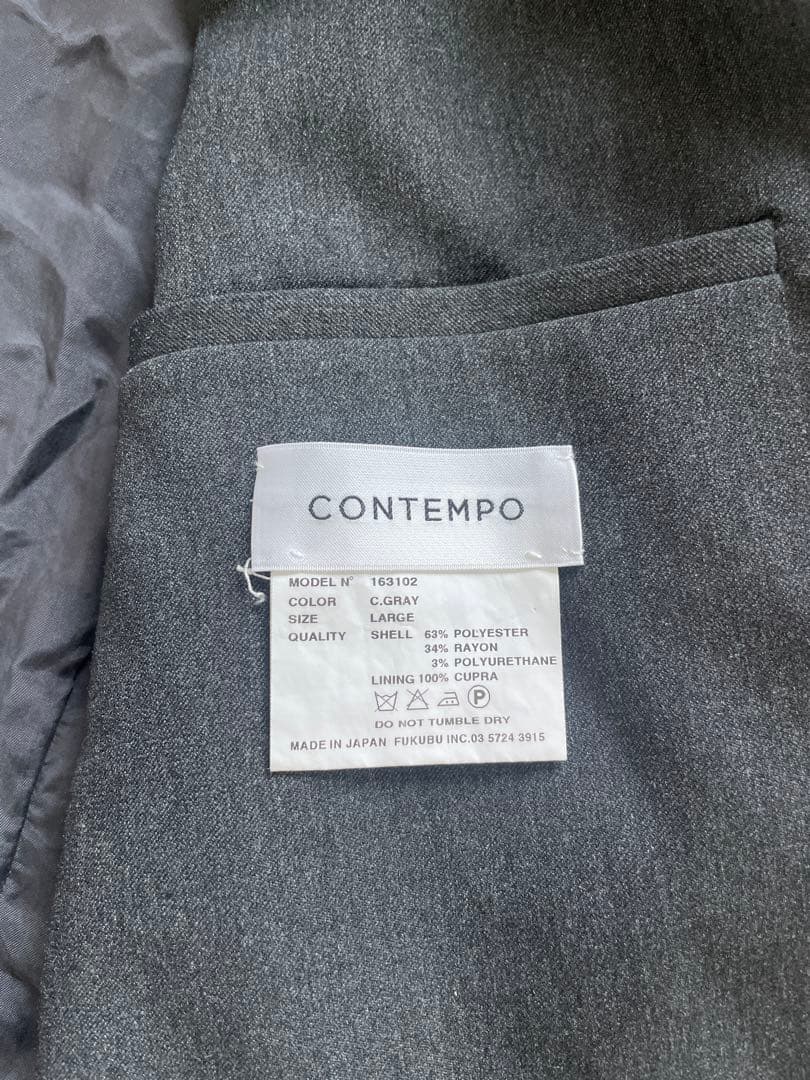 CONTEMPO
MODEL N° 163102
COLOR C.GRAY
SIZE LARGE
QUALITY SHELL 63% POLYESTER
34% RAYON
3% POLYURETHANE
LINING 100% CUPRA
P
DO NOT TUMBLE DRY
MADE IN JAPAN FUKUBU INC.03 5724 3915